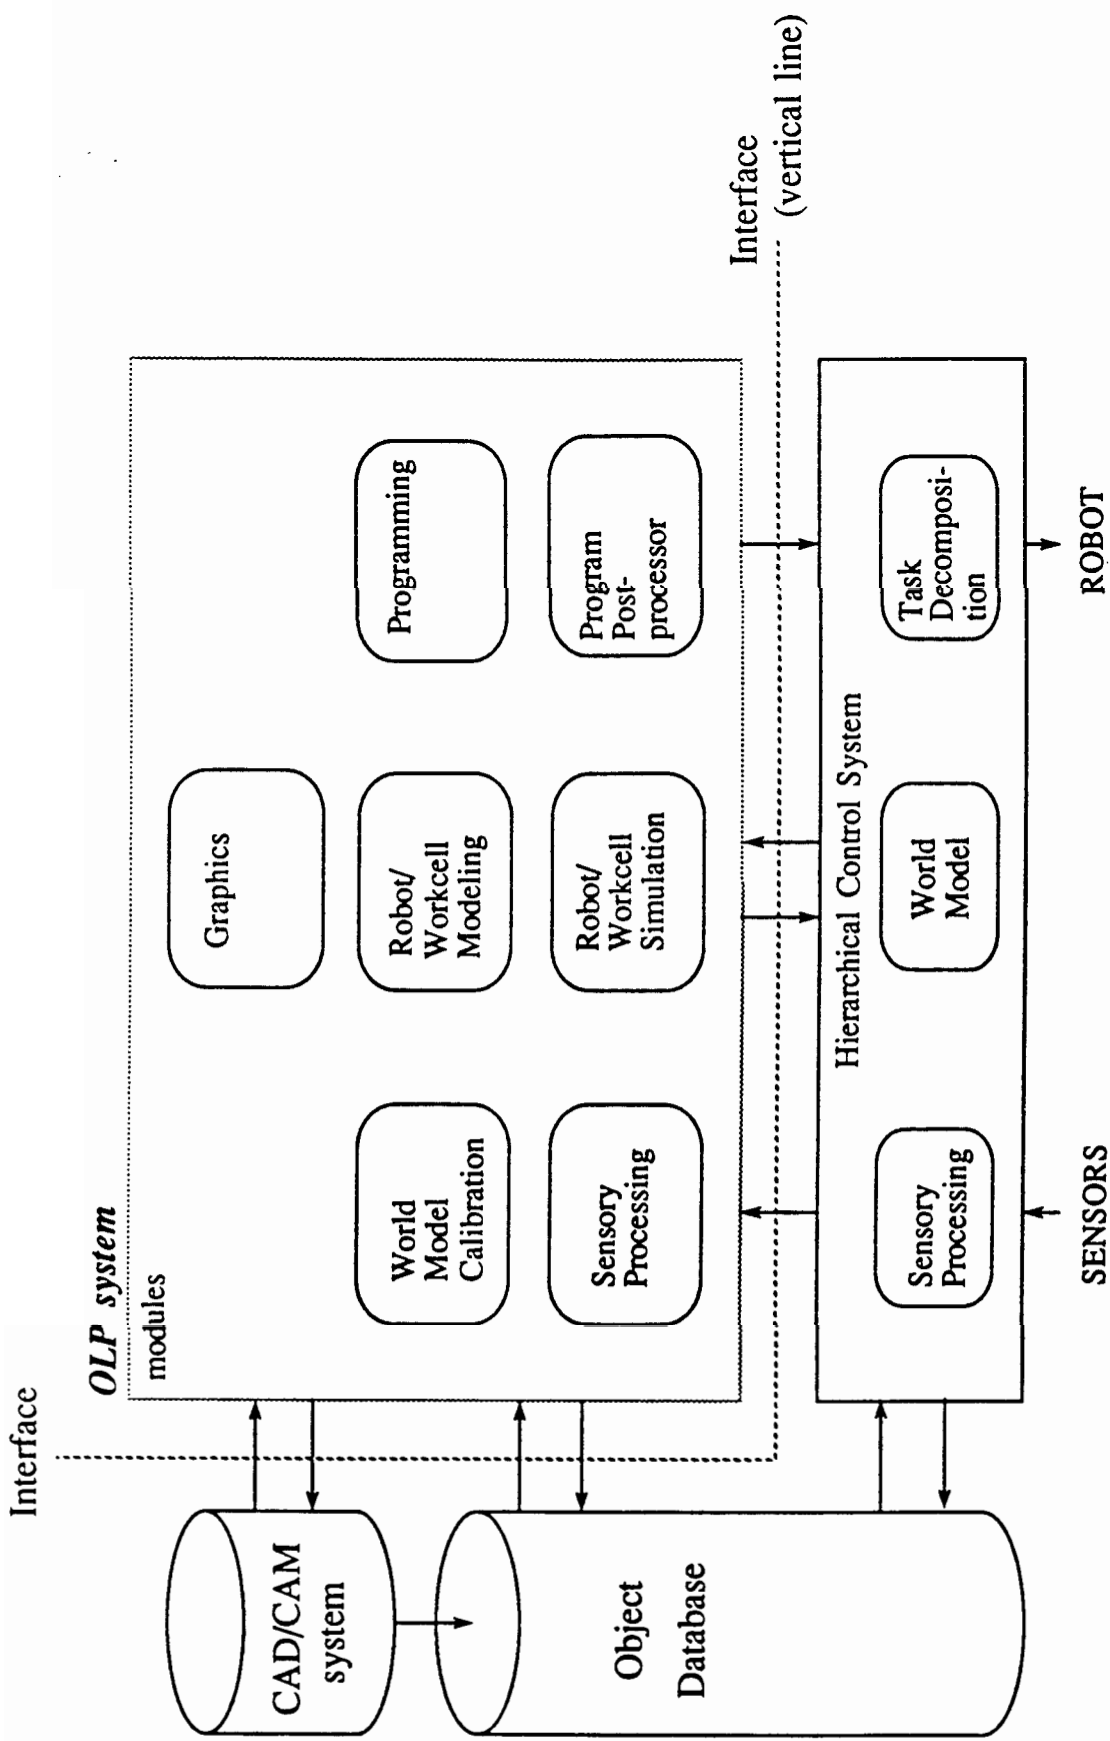 Interface
OLP system
modules
CAD/CAM
system
Object
Database
Graphics
World
Model
Calibration
Robot/
Workcell
Modeling
Programming
Sensory
Processing
Robot/
Workcell
Simulation
Program
Post-
processor
Interface
(vertical line)
Hierarchical Control System
Sensory
Processing
World
Model
Task
Decomposi-
tion
SENSORS
ROBOT